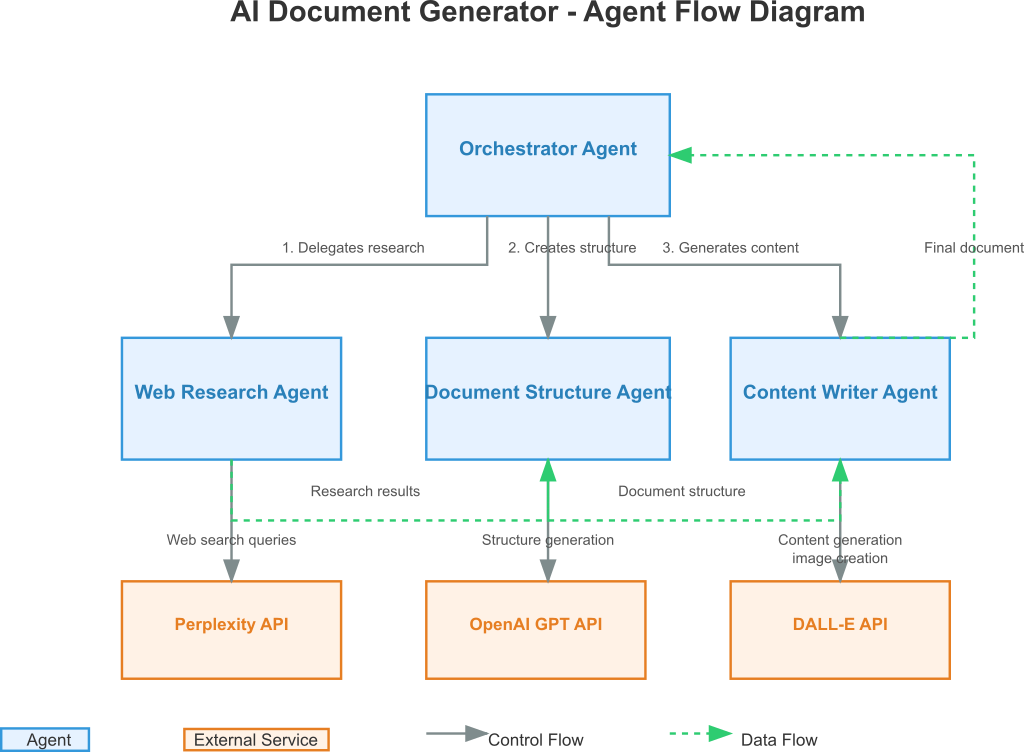 AI Document Generator - Agent Flow Diagram
Orchestrator Agent
1. Delegates research
2. Creates structure
3. Generates content
Final document
Web Research Agent
Document Structure Agent
Content Writer Agent
Research results
Document structure
Web search queries
Structure generation
Content generation
image creation
Perplexity API
OpenAI GPT API
DALL-E API
Agent
External Service
Control Flow
Data Flow